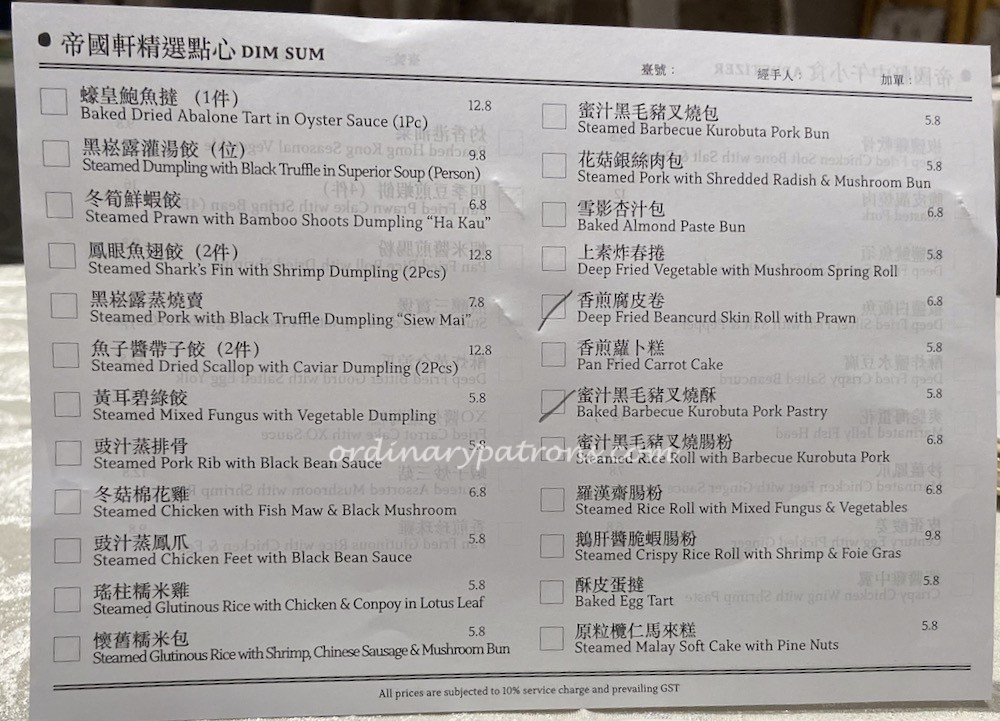 帝國軒精選點心 DIM SUM
臺號： 經手人： 加單：
蠔皇鮑魚撻 (1件) 12.8
Baked Dried Abalone Tart in Oyster Sauce (1Pc)
黑崧露灌湯餃 (位) 9.8
Steamed Dumpling with Black Truffle in Superior Soup (Person)
冬筍鮮蝦餃 6.8
Steamed Prawn with Bamboo Shoots Dumpling “Ha Kau”
鳳眼魚翅餃 (2件) 12.8
Steamed Shark's Fin with Shrimp Dumpling (2Pcs)
黑崧露蒸燒賣 7.8
Steamed Pork with Black Truffle Dumpling “Siew Mai”
魚子醬帶子餃 (2件) 12.8
Steamed Dried Scallop with Caviar Dumpling (2Pcs)
黃耳碧綠餃 5.8
Steamed Mixed Fungus with Vegetable Dumpling
豉汁蒸排骨 5.8
Steamed Pork Rib with Black Bean Sauce
冬菇棉花雞 6.8
Steamed Chicken with Fish Maw & Black Mushroom
豉汁蒸鳳爪 5.8
Steamed Chicken Feet with Black Bean Sauce
瑤柱糯米雞 5.8
Steamed Glutinous Rice with Chicken & Conpoy in Lotus Leaf
懷舊糯米包 5.8
Steamed Glutinous Rice with Shrimp, Chinese Sausage & Mushroom Bun
蜜汁黑毛豬叉燒包 5.8
Steamed Barbecue Kurobuta Pork Bun
花菇銀絲肉包 5.8
Steamed Pork with Shredded Radish & Mushroom Bun
雪影杏汁包 6.8
Baked Almond Paste Bun
上素炸春捲 5.8
Deep Fried Vegetable with Mushroom Spring Roll
香煎腐皮卷 6.8
Deep Fried Beancurd Skin Roll with Prawn
香煎蘿卜糕 5.8
Pan Fried Carrot Cake
蜜汁黑毛豬叉燒酥 5.8
Baked Barbecue Kurobuta Pork Pastry
蜜汁黑毛豬叉燒腸粉 6.8
Steamed Rice Roll with Barbecue Kurobuta Pork
羅漢齋腸粉 6.8
Steamed Rice Roll with Mixed Fungus & Vegetables
鵝肝醬脆蝦腸粉 9.8
Steamed Crispy Rice Roll with Shrimp & Foie Gras
酥皮蛋撻 5.8
Baked Egg Tart
原粒欖仁馬來糕 5.8
Steamed Malay Soft Cake with Pine Nuts
All prices are subjected to 10% service charge and prevailing GST
ordinarypatrons.com